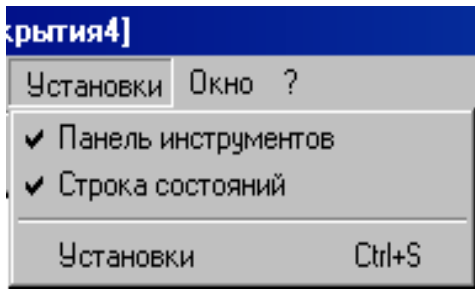 крытия4]
Установки Окно ?
✔ Панель инструментов
✔ Строка состояний
Установки Ctrl+S